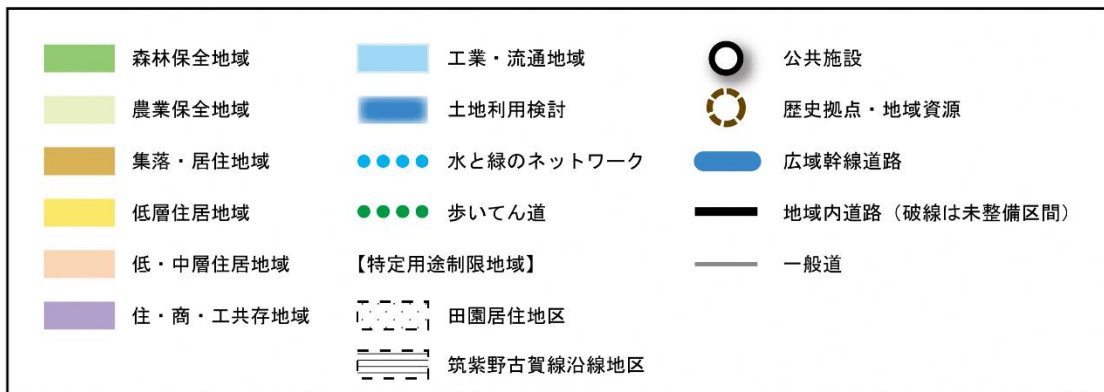 森林保全地域
農業保全地域
集落・居住地域
低層住居地域
低・中層住居地域
住・商・工共存地域
工業・流通地域
土地利用検討
水と緑のネットワーク
歩いてん道
【特定用途制限地域】
田園居住地区
筑紫野古賀線沿線地区
公共施設
歴史拠点・地域資源
広域幹線道路
地域内道路（破線は未整備区間）
一般道